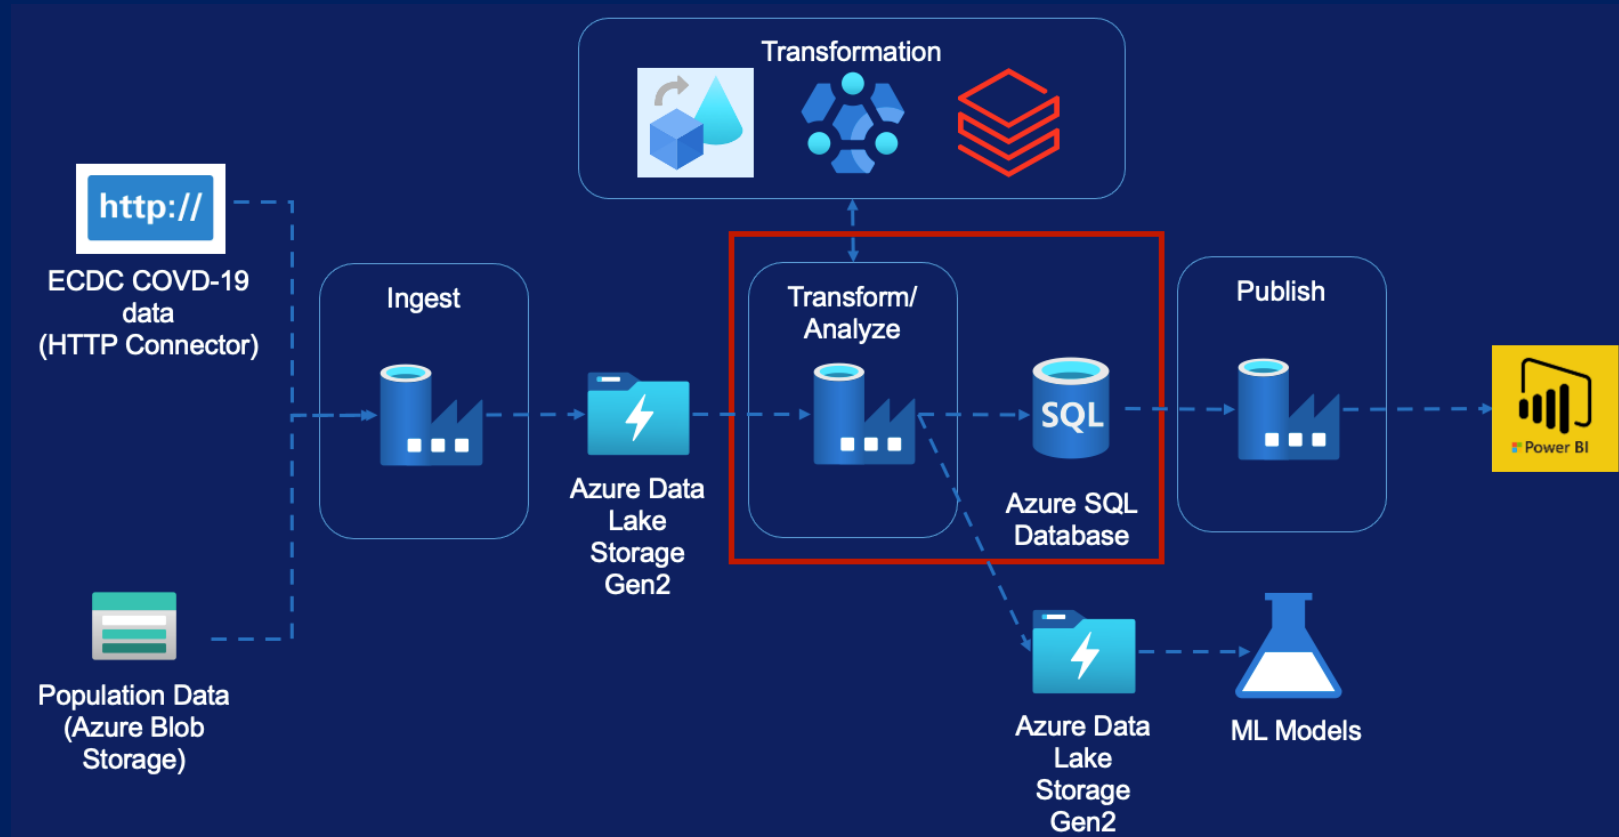 Transformation
http://
ECDC COVD-19
data
(HTTP Connector)
Ingest
Azure Data
Lake
Storage
Gen2
Transform/
Analyze
SQL
Azure SQL
Database
Publish
Power BI
Population Data
(Azure Blob
Storage)
Azure Data
Lake
Storage
Gen2
ML Models